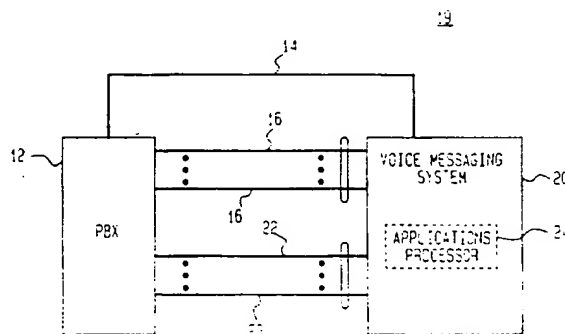 19
14
16
12
VOICE MESSAGING
SYSTEM
20
16
PBX
22
APPLICATIONS
PROCESSOR
24